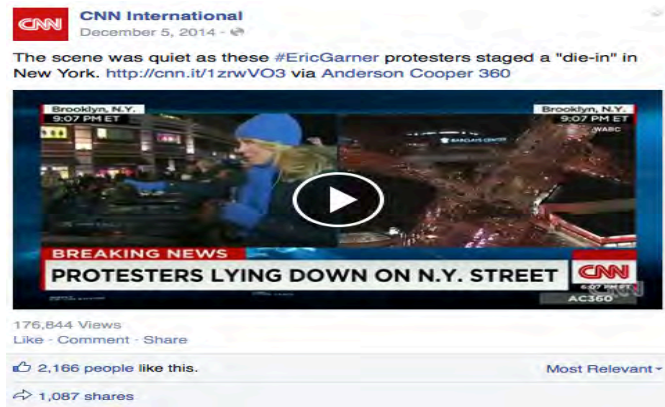 CNN
CNN International
December 5, 2014
The scene was quiet as these #EricGarner protesters staged a "die-in" in
New York. http://cnn.it/1zrwVO3 via Anderson Cooper 360
Brooklyn, N.Y.
9:07 PM ET
Brooklyn, N.Y.
9:07 PM ET
WABC
BARCLAYS CENTER
BREAKING NEWS
PROTESTERS LYING DOWN ON N.Y. STREET
CNN
6:07 PM PT
AC360
176,844 Views
Like · Comment · Share
2,166 people like this.
Most Relevant
1,087 shares